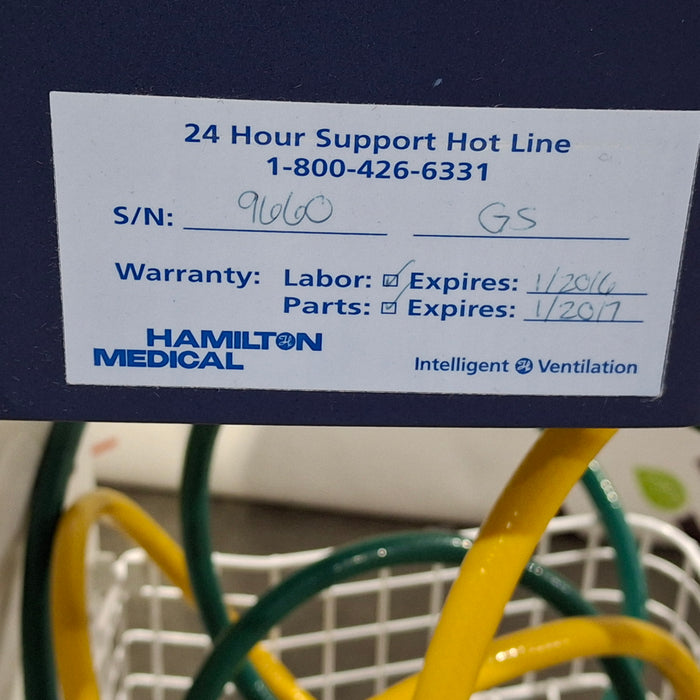 24 Hour Support Hot Line
1-800-426-6331
S/N: 9660 GS
Warranty: Labor: ☑ Expires: 1/2016
Parts: ☑ Expires: 1/2017
HAMILTON
MEDICAL
Intelligent Ventilation